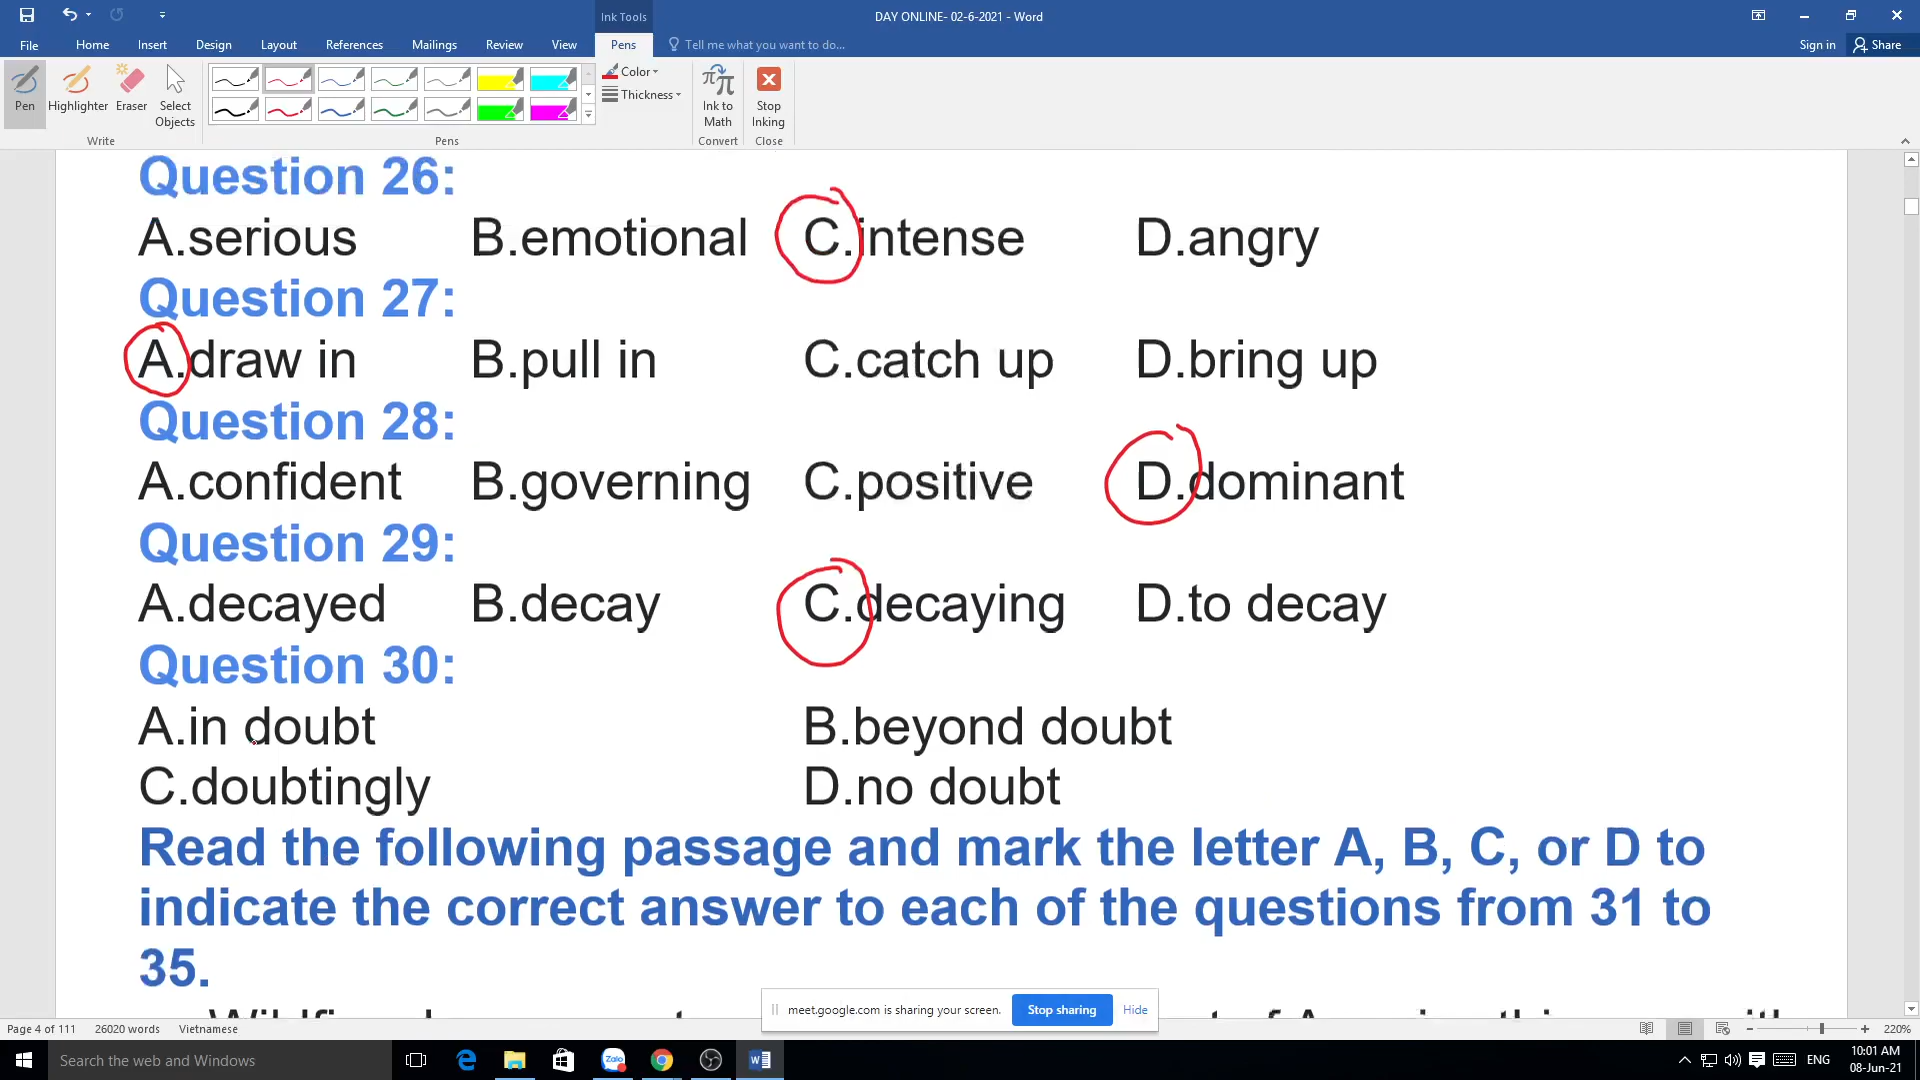 Ink Tools
DAY ONLINE- 02-6-2021 - Word
File Home Insert Design Layout References Mailings Review View Pens Tell me what you want to do... Sign in Share
Pen Highlighter Eraser Select Objects
Color
Thickness
Ink to Math
Stop Inking
Write Pens Convert Close
Question 26:
A.serious B.emotional C.intense D.angry
Question 27:
A.draw in B.pull in C.catch up D.bring up
Question 28:
A.confident B.governing C.positive D.dominant
Question 29:
A.decayed B.decay C.decaying D.to decay
Question 30:
A.in doubt B.beyond doubt
C.doubtingly D.no doubt
Read the following passage and mark the letter A, B, C, or D to
indicate the correct answer to each of the questions from 31 to
35.
meet.google.com is sharing your screen. Stop sharing Hide
Page 4 of 111 26020 words Vietnamese 220%
Search the web and Windows
Zalo
ENG
10:01 AM
08-Jun-21